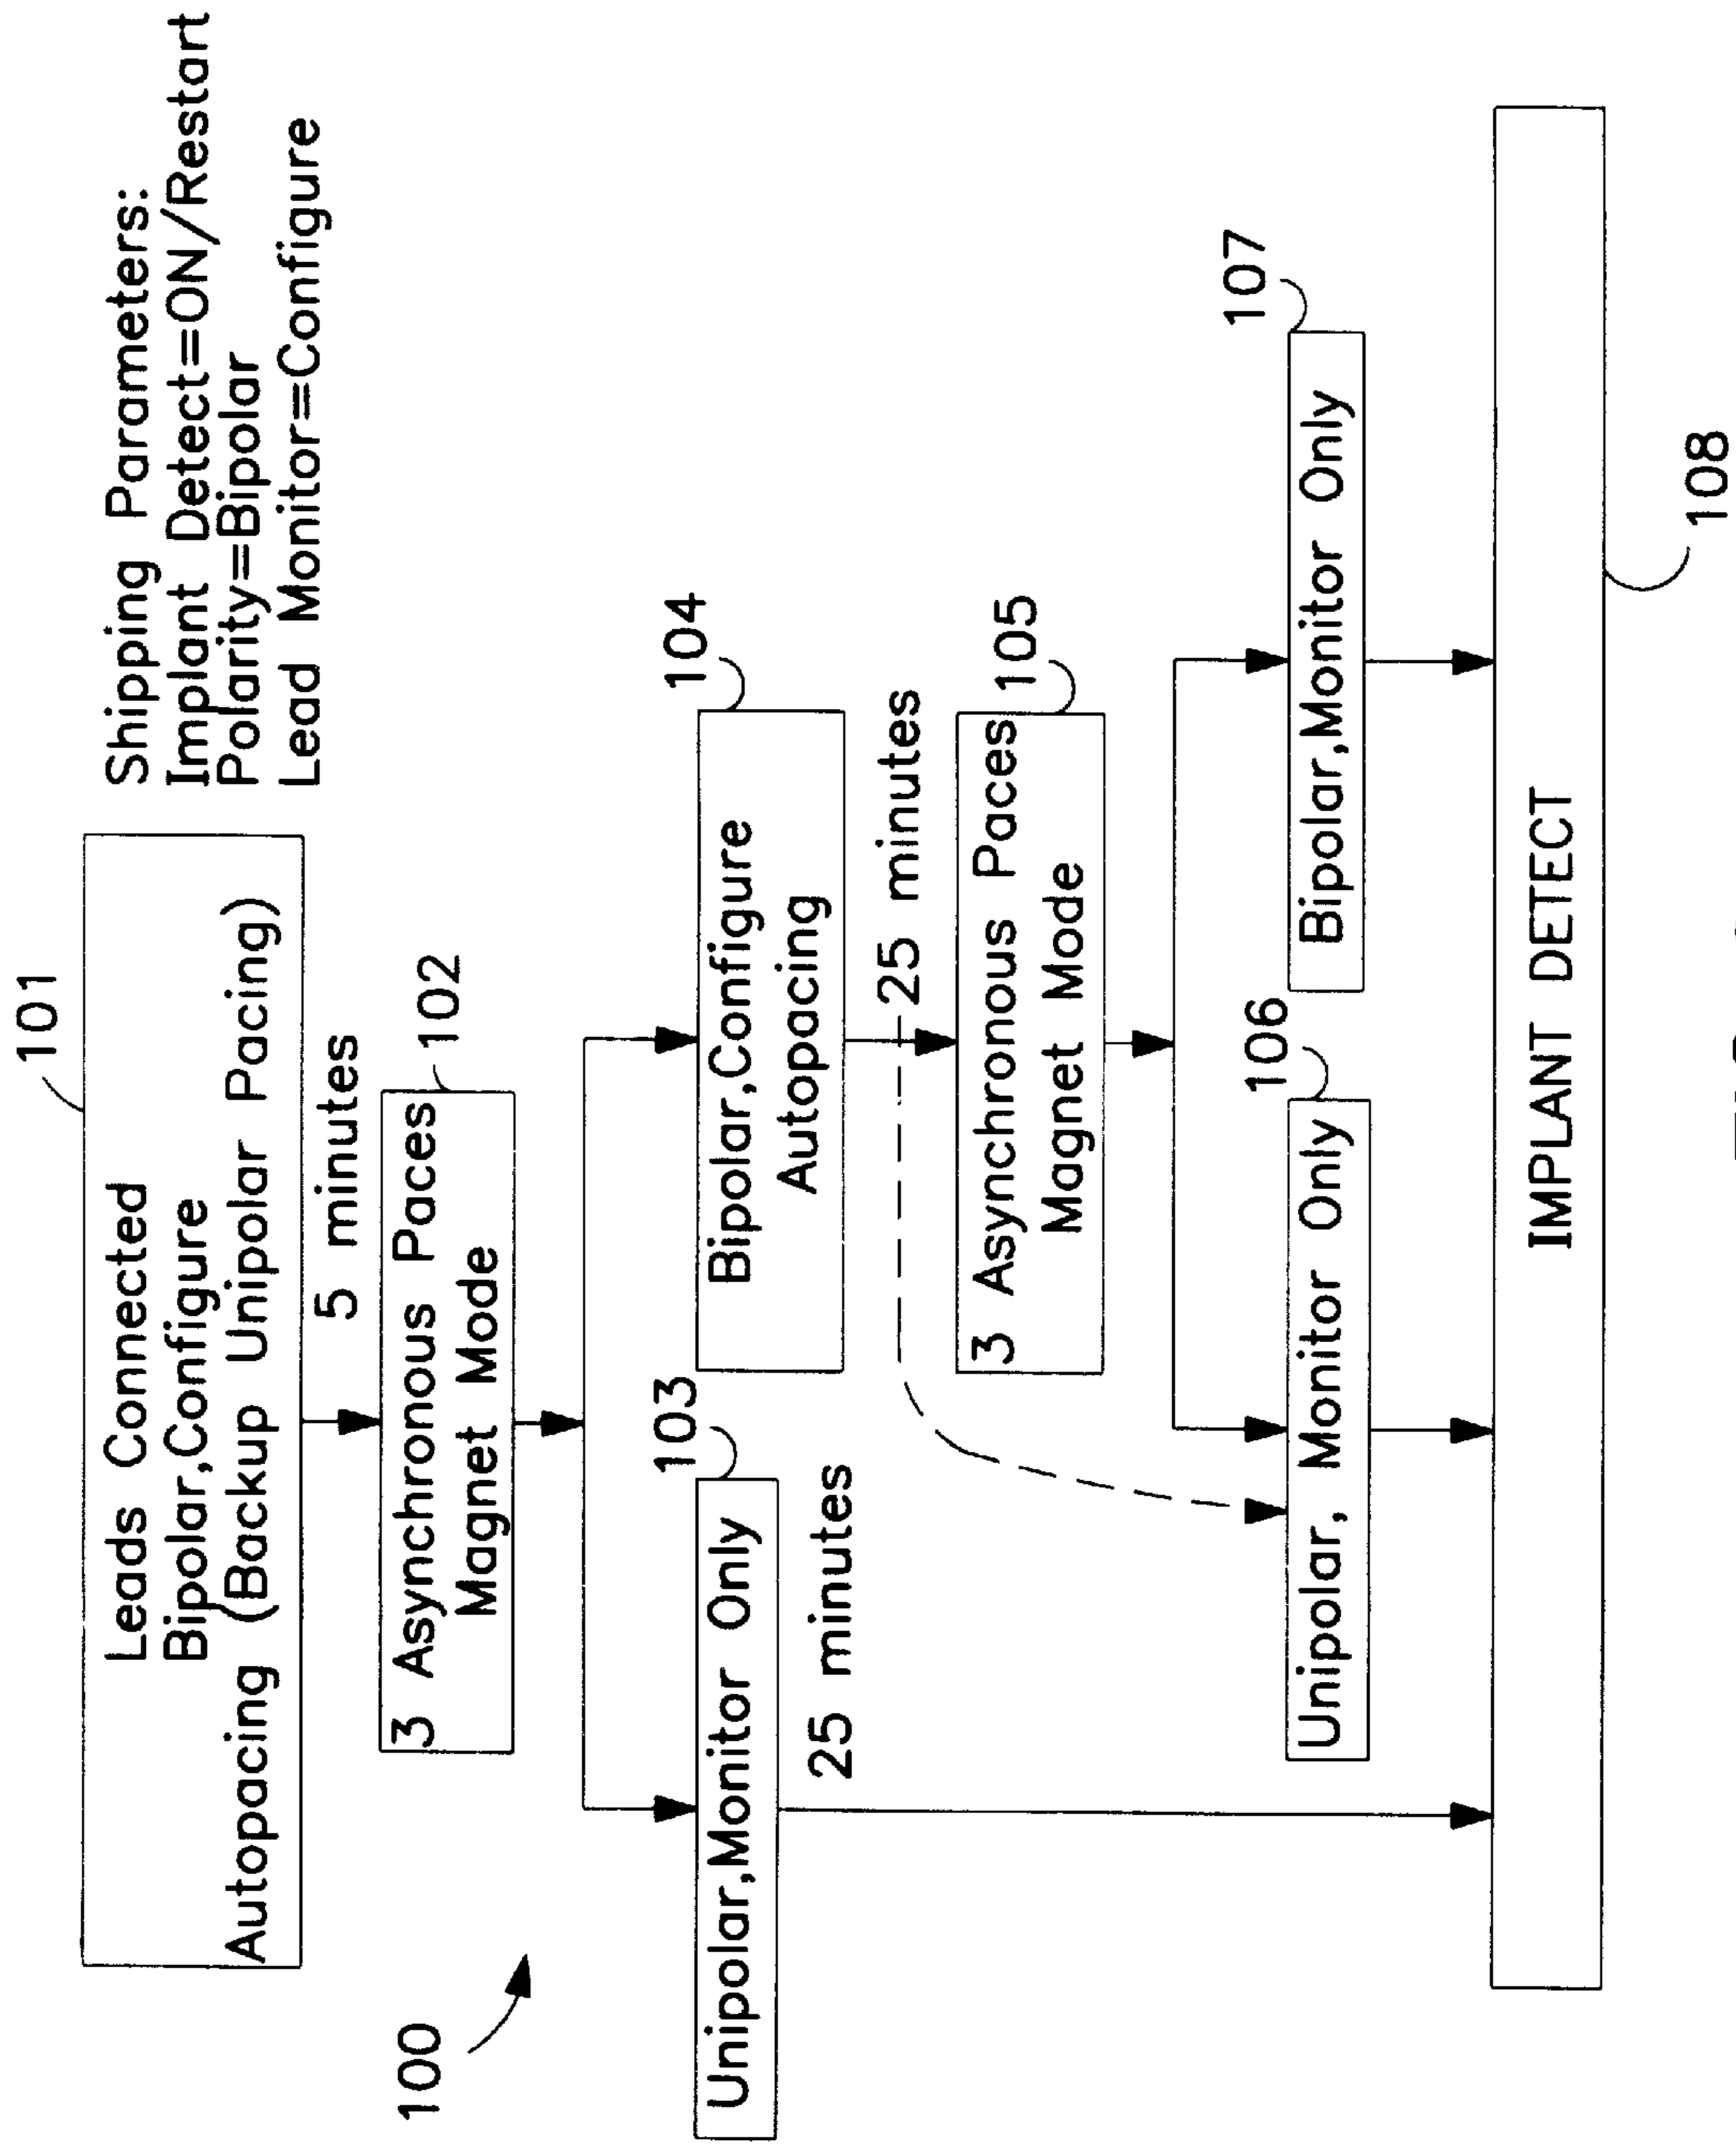 101
Leads Connected
Bipolar,Configure
Autopacing (Backup Unipolar Pacing)
Shipping Parameters:
Implant Detect=ON/Restart
Polarity=Bipolar
Lead Monitor=Configure
5 minutes
100
3 Asynchronous Paces
Magnet Mode
102
103
Unipolar,Monitor Only
25 minutes
104
Bipolar,Configure
Autopacing
25 minutes
105
3 Asynchronous Paces
Magnet Mode
106
Unipolar, Monitor Only
107
Bipolar,Monitor Only
IMPLANT DETECT
108